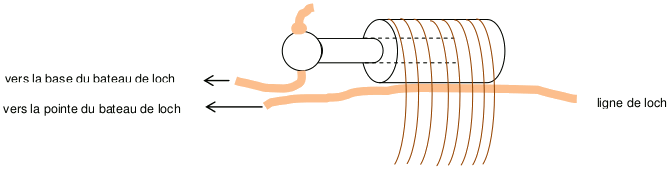 vers la base du bateau de loch
vers la pointe du bateau de loch
ligne de loch